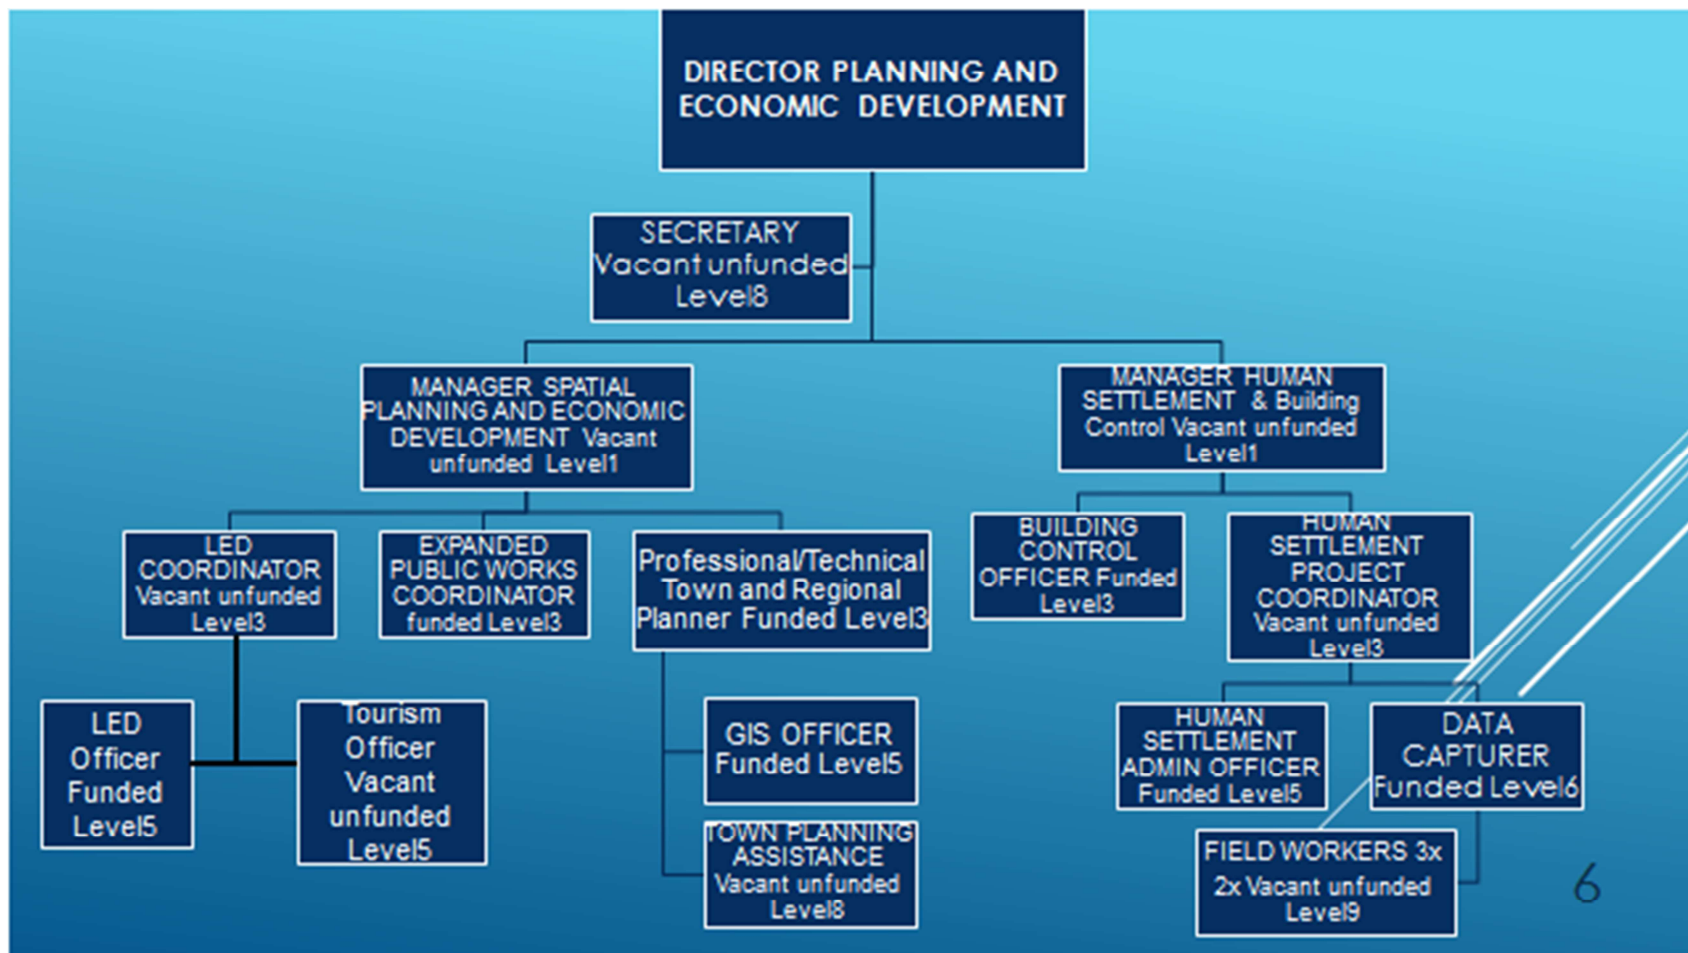 DIRECTOR PLANNING AND
ECONOMIC DEVELOPMENT
SECRETARY
Vacant unfunded
Level8
MANAGER SPATIAL
PLANNING AND ECONOMIC
DEVELOPMENT Vacant
unfunded Level1
MANAGER HUMAN
SETTLEMENT & Building
Control Vacant unfunded
Level1
LED
COORDINATOR
Vacant unfunded
Level3
EXPANDED
PUBLIC WORKS
COORDINATOR
funded Level3
Professional/Technical
Town and Regional
Planner Funded Level3
BUILDING
CONTROL
OFFICER Funded
Level3
HUMAN
SETTLEMENT
PROJECT
COORDINATOR
Vacant unfunded
Level3
LED
Officer
Funded
Level5
Tourism
Officer
Vacant
unfunded
Level5
GIS OFFICER
Funded Level5
TOWN PLANNING
ASSISTANCE
Vacant unfunded
Level8
HUMAN
SETTLEMENT
ADMIN OFFICER
Funded Level5
DATA
CAPTURER
Funded Level6
FIELD WORKERS 3x
2x Vacant unfunded
Level9
6